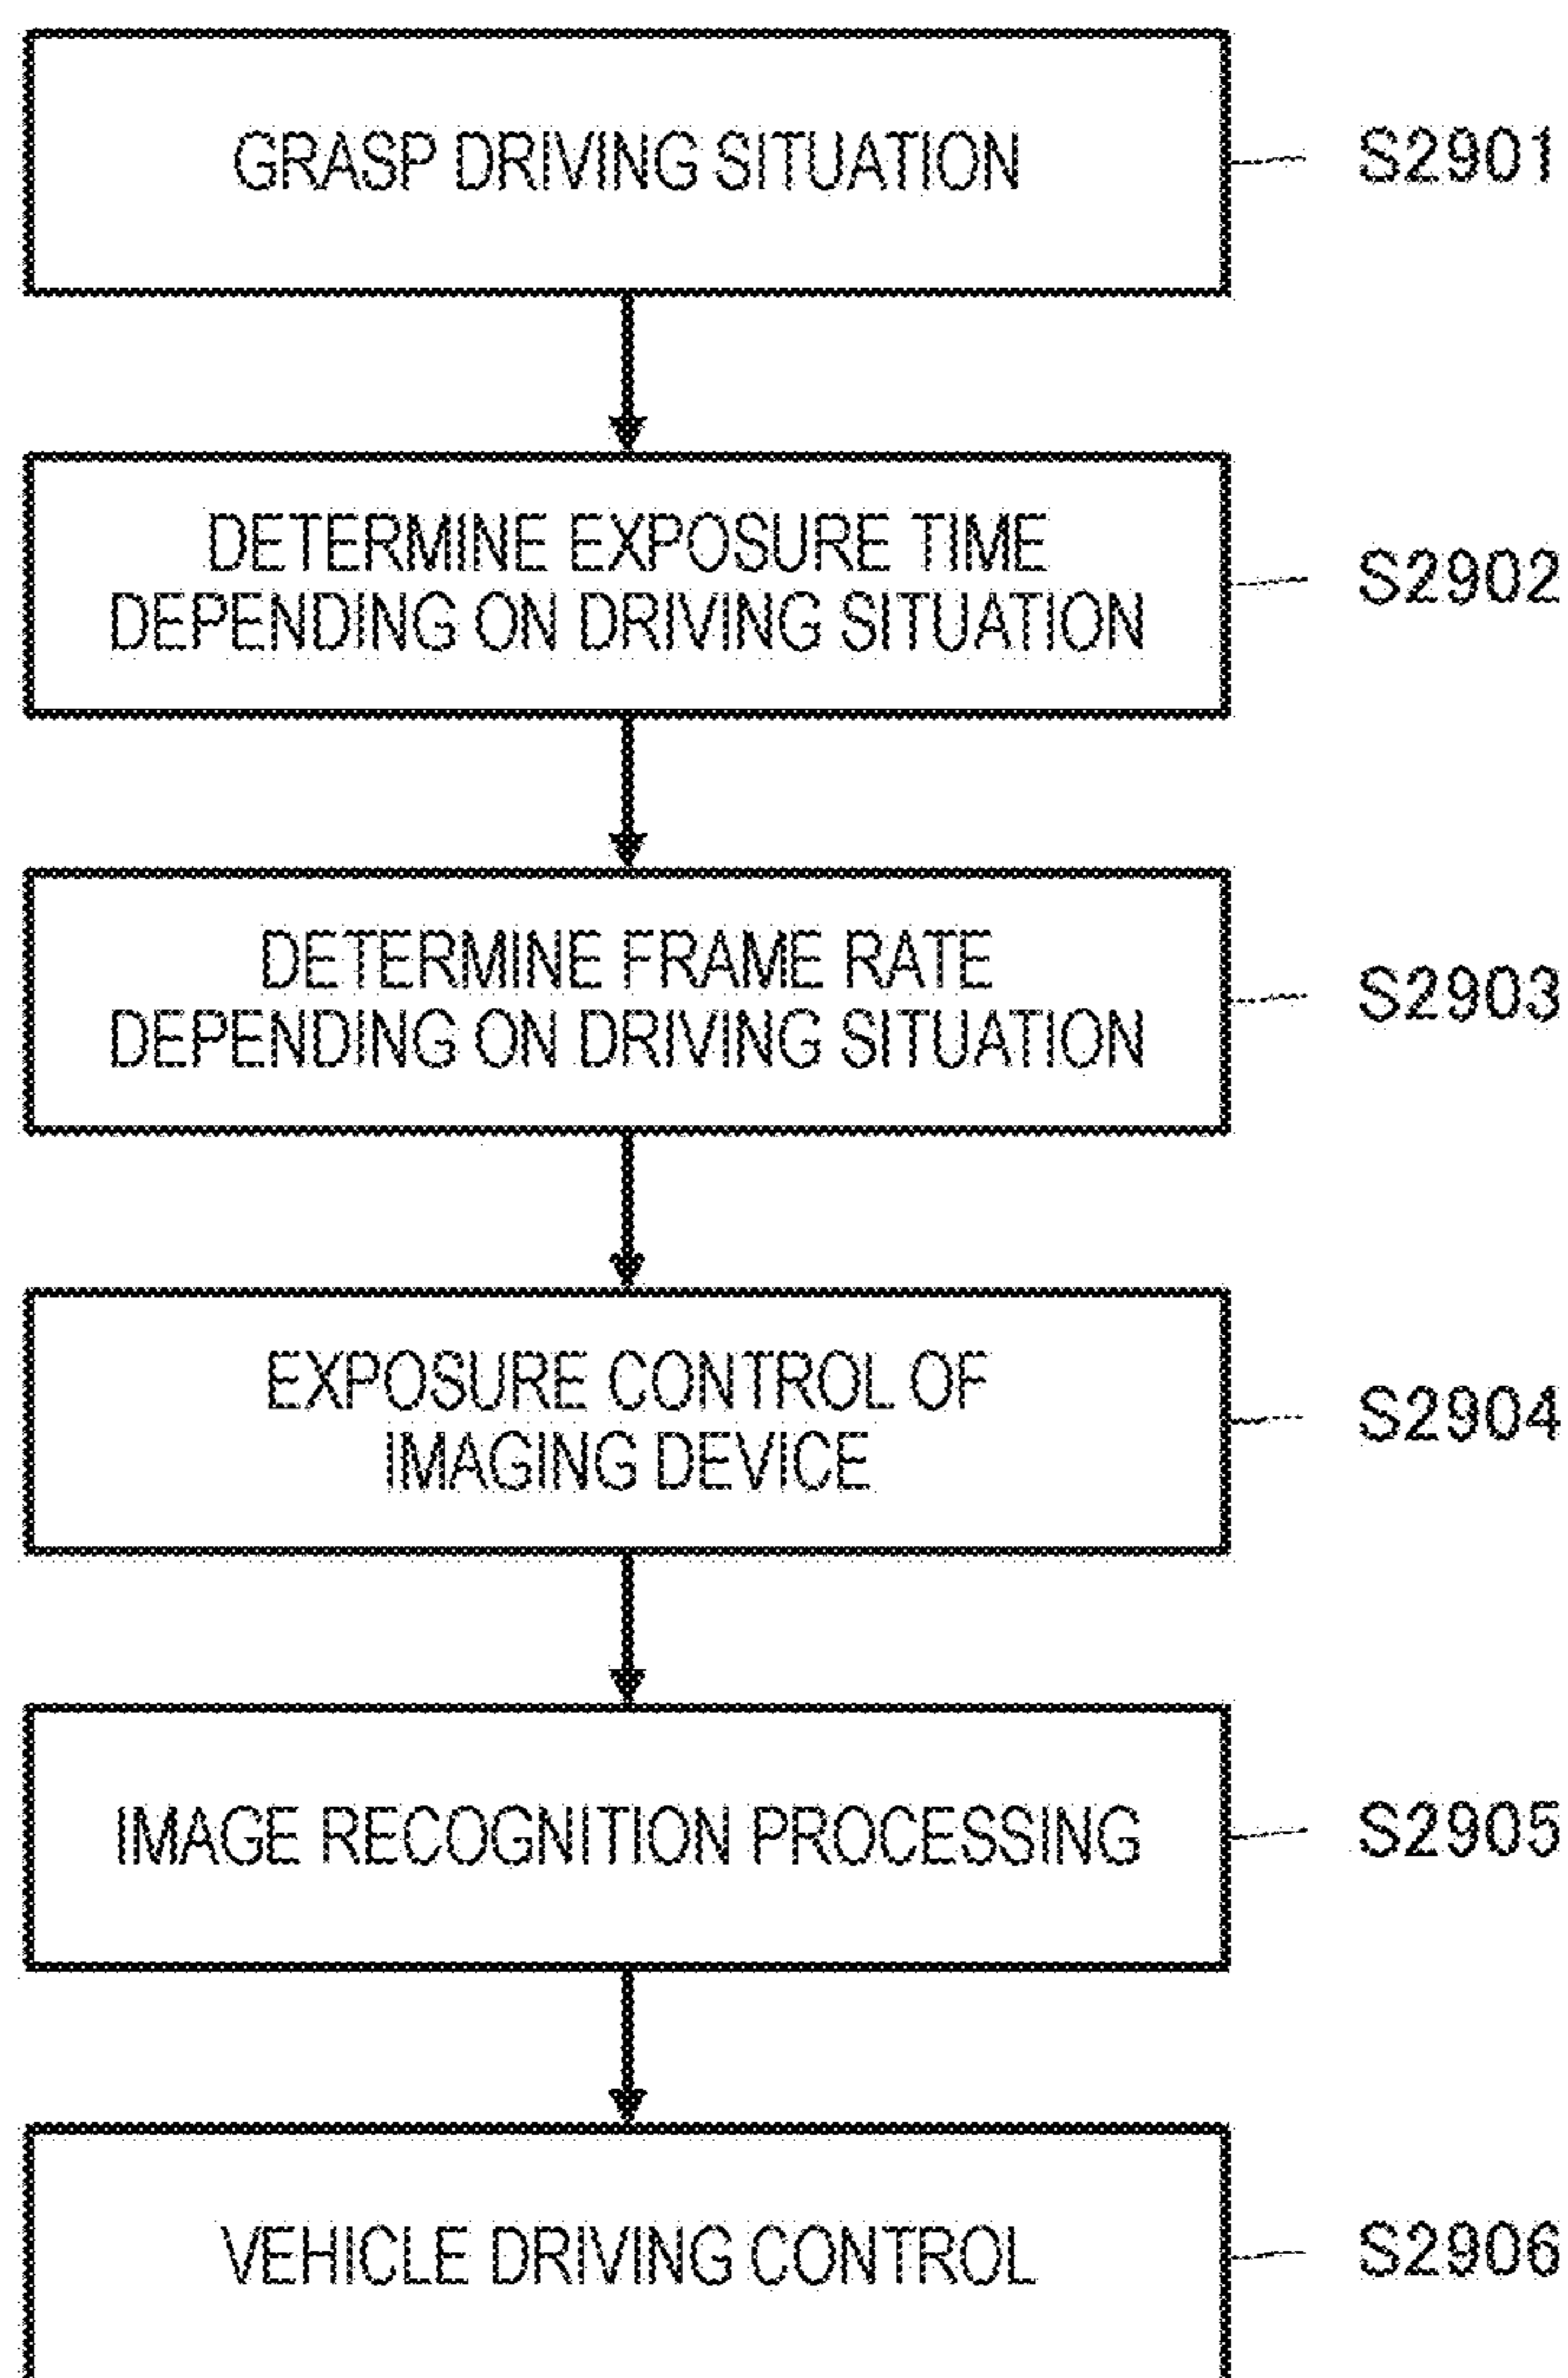 GRASP DRIVING SITUATION
S2901
DETERMINE EXPOSURE TIME
DEPENDING ON DRIVING SITUATION
S2902
DETERMINE FRAME RATE
DEPENDING ON DRIVING SITUATION
S2903
EXPOSURE CONTROL OF
IMAGING DEVICE
S2904
IMAGE RECOGNITION PROCESSING
S2905
VEHICLE DRIVING CONTROL
S2906